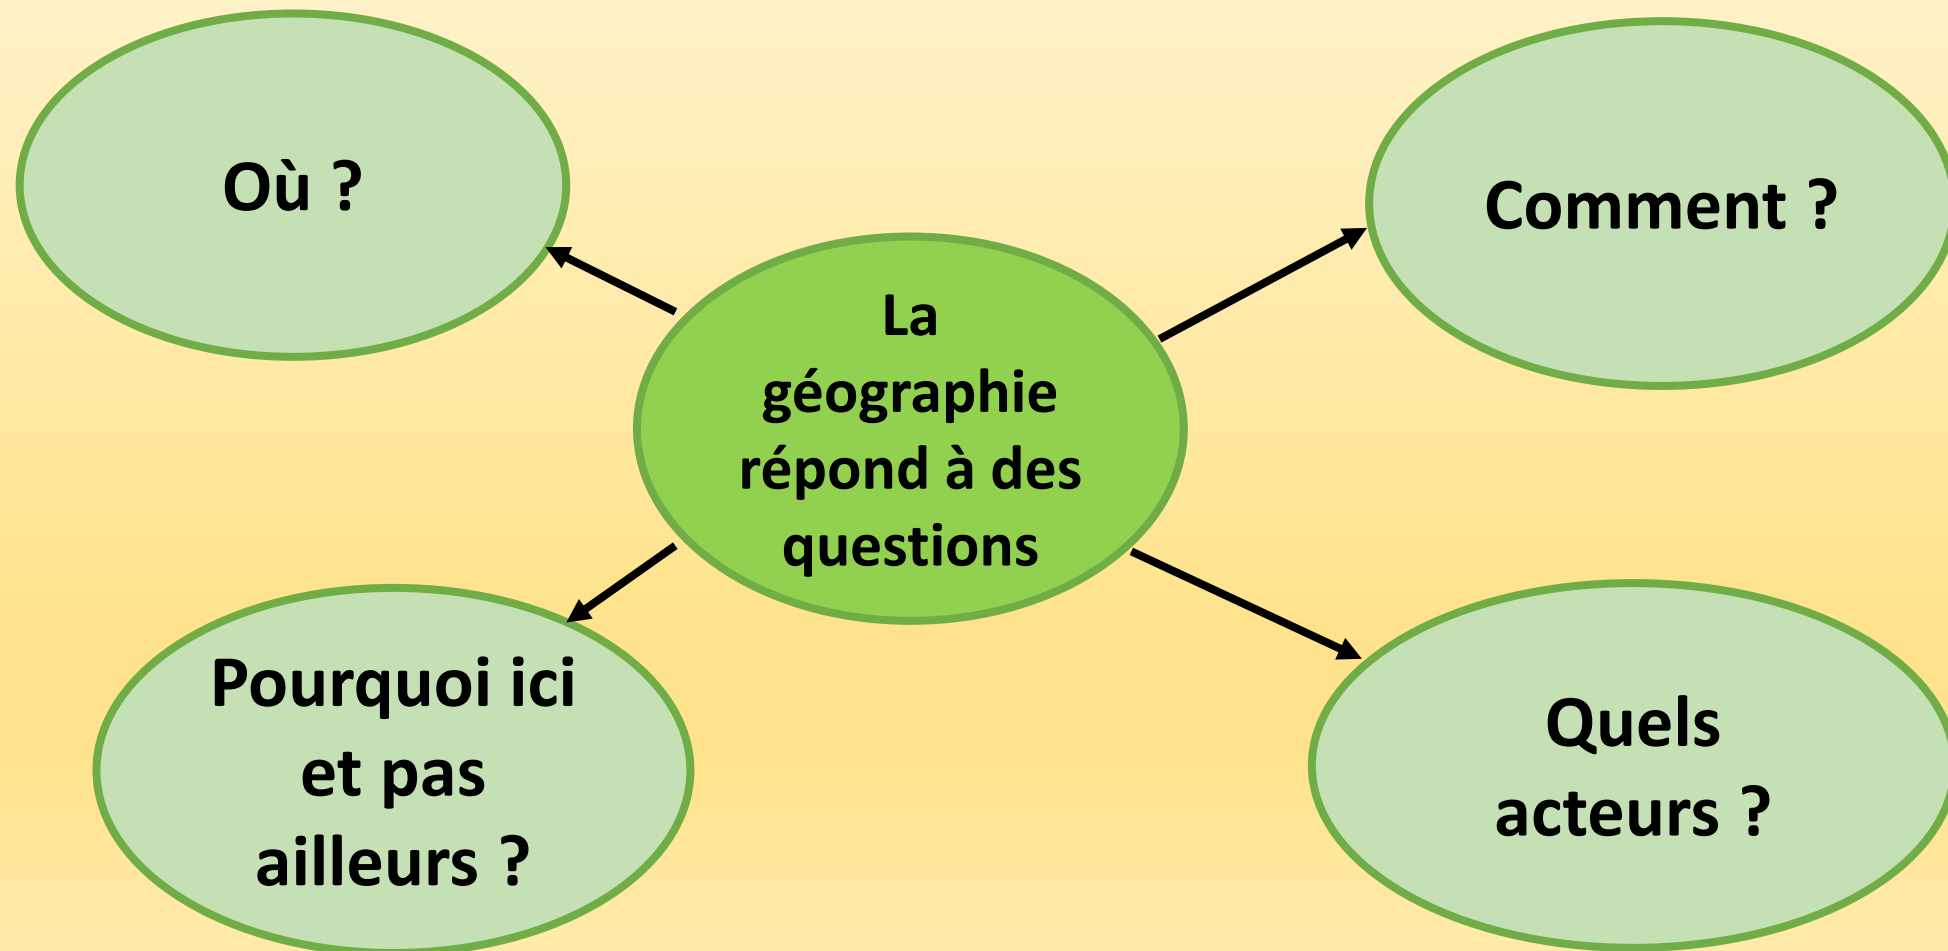 Où ?
Comment ?
La
géographie
répond à des
questions
Pourquoi ici
et pas
ailleurs ?
Quels
acteurs ?